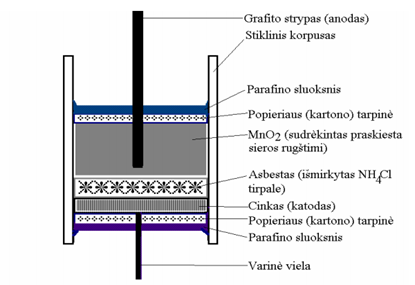 Grafito strypas (anodas)
Stiklinis korpusas
Parafino sluoksnis
Popieriaus (kartono) tarpinė
MnO2 (sudrėkintas praskiesta
sieros rugštimi)
Asbestas (išmirkytas NH4Cl
tirpale)
Cinkas (katodas)
Popieriaus (kartono) tarpinė
Parafino sluoksnis
Varinė viela